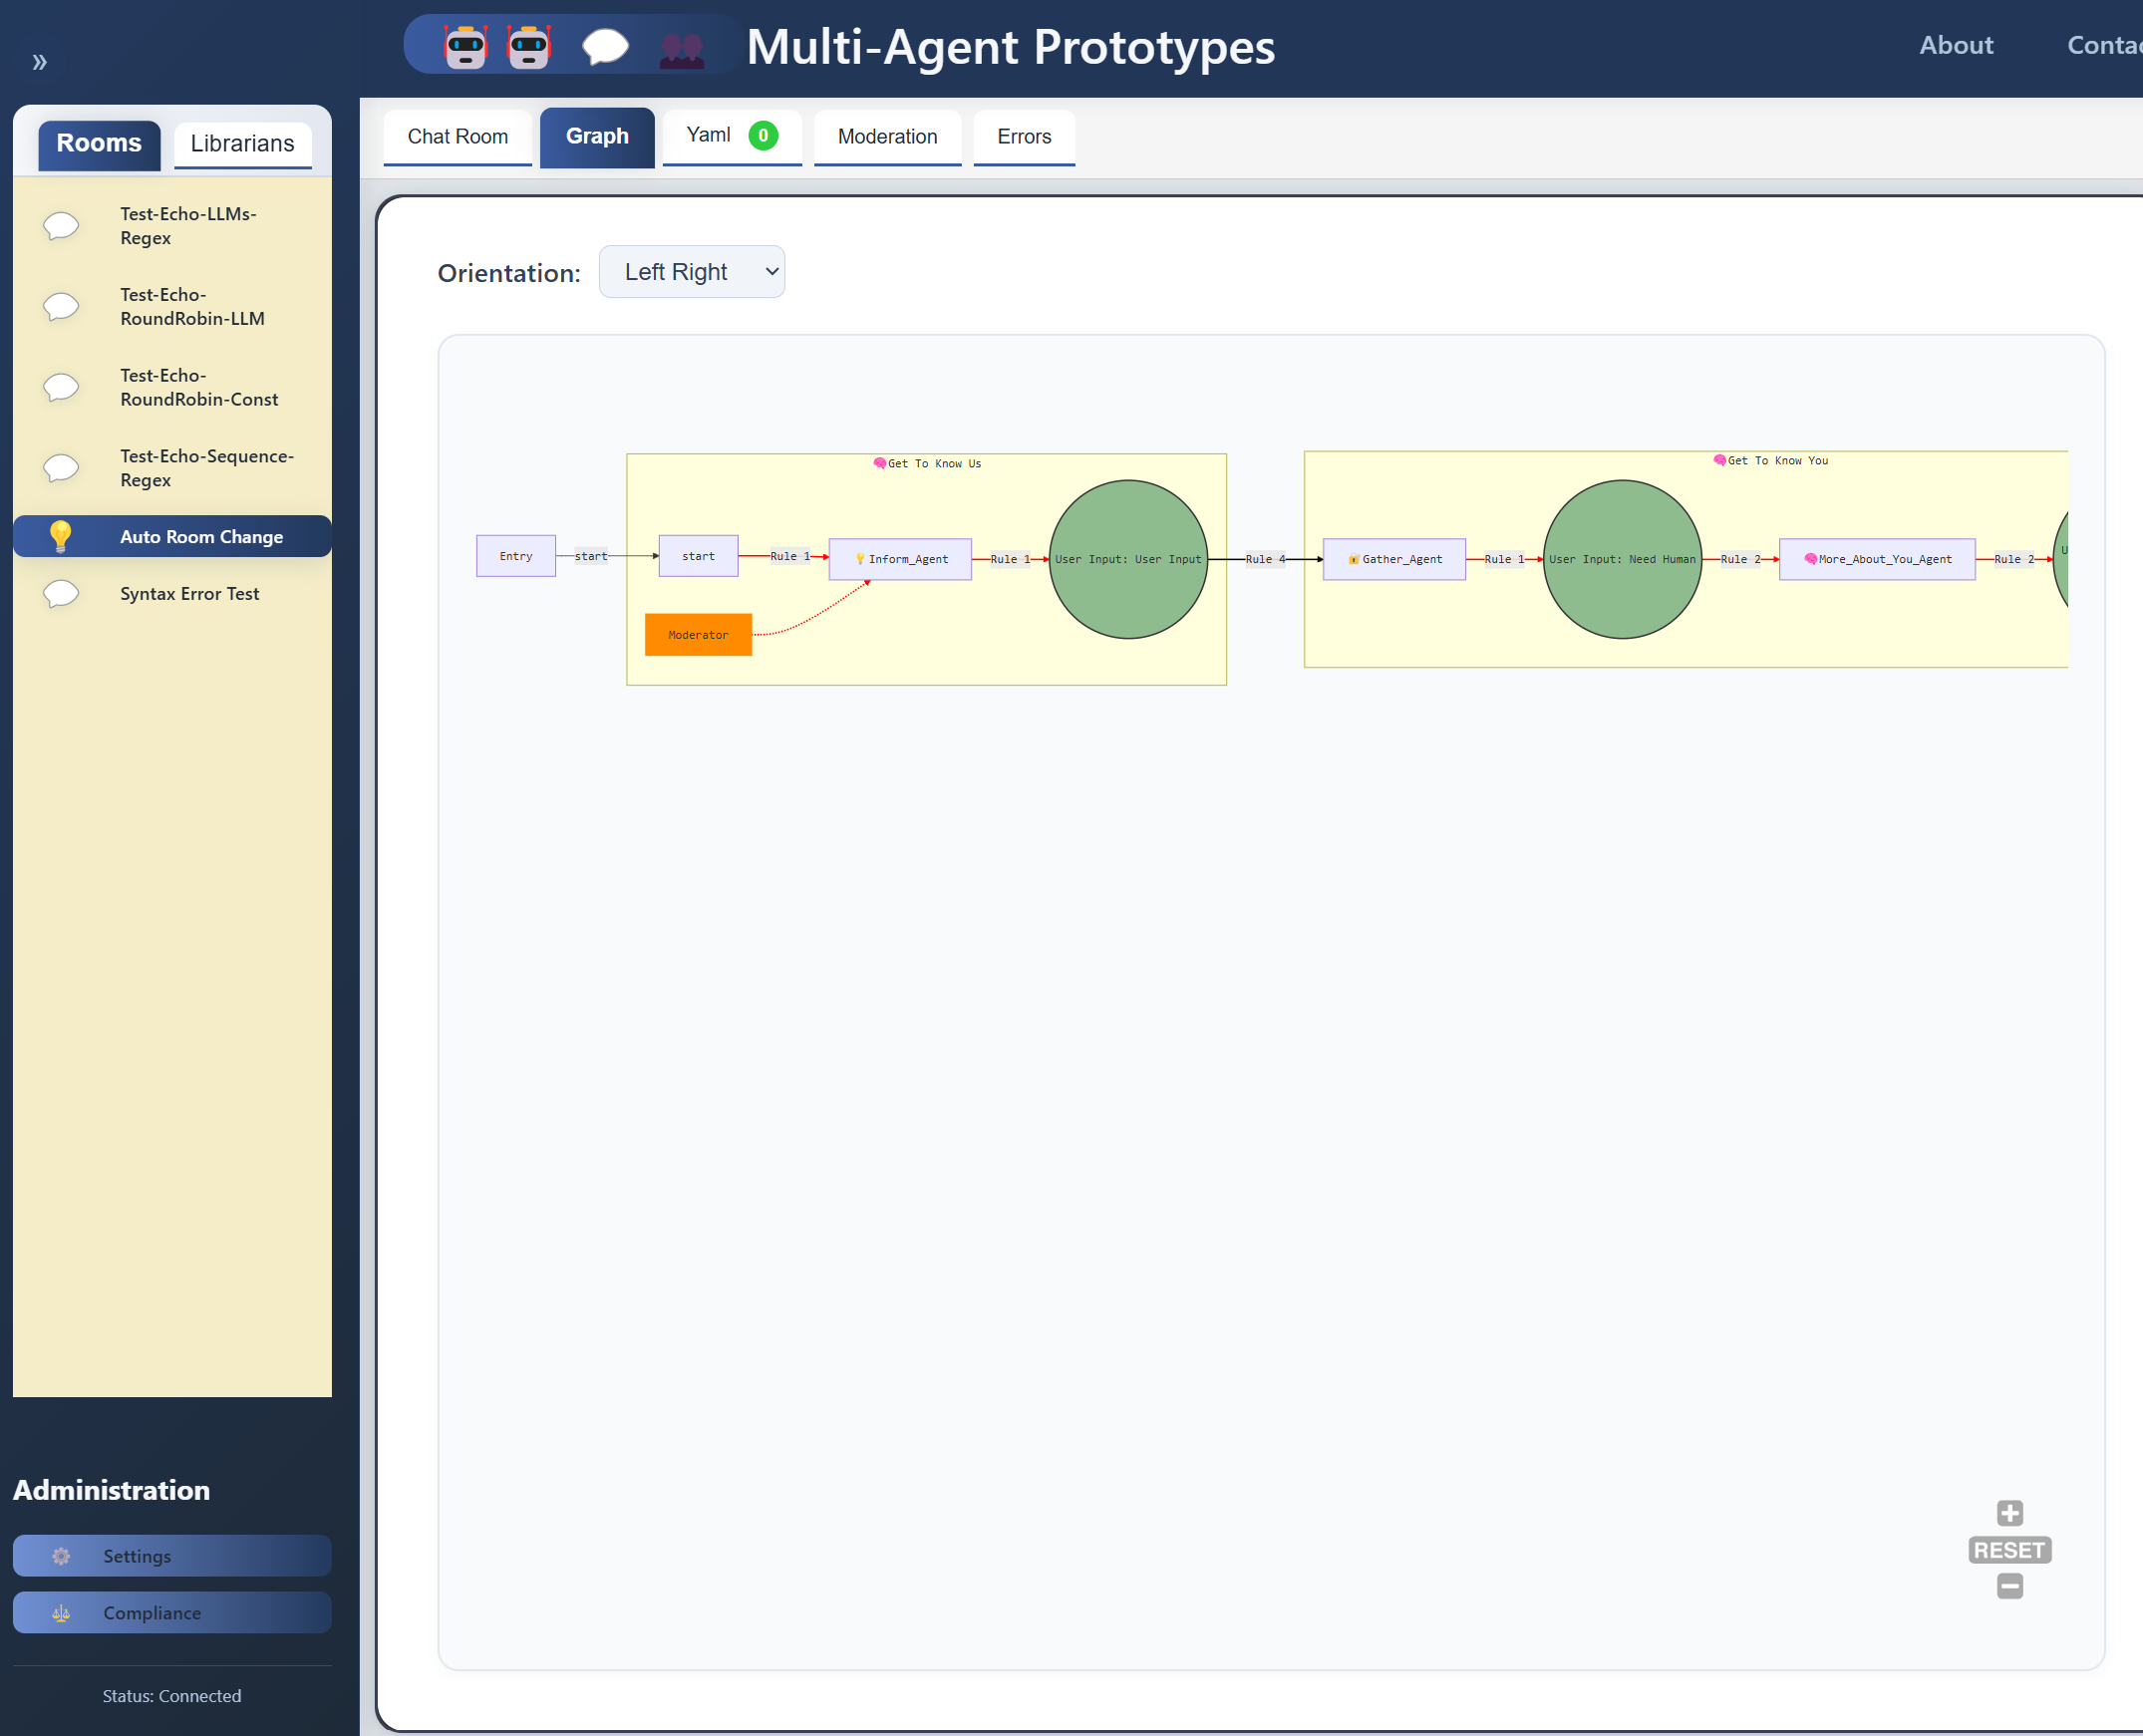 »
Multi-Agent Prototypes
About
Rooms
Librarians
Test-Echo-LLMs-
Regex
Test-Echo-
RoundRobin-LLM
Test-Echo-
RoundRobin-Const
Test-Echo-Sequence-
Regex
Auto Room Change
Syntax Error Test
Administration
Settings
Compliance
Status: Connected
Chat Room
Graph
Yaml 0
Moderation
Errors
Orientation: Left Right
Get To Know Us
Entry
start
start
Rule 1
Inform_Agent
Rule 1
User Input: User Input
Moderator
Rule 4
Get To Know You
Gather_Agent
Rule 1
User Input: Need Human
Rule 2
More_About_You_Agent
Rule 2
RESET